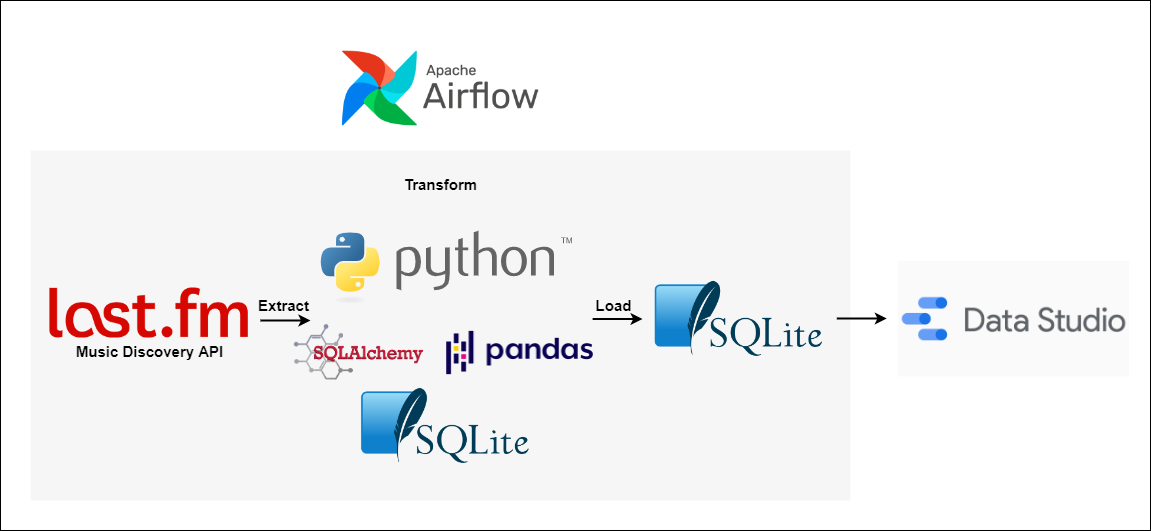 Apache
Airflow
Transform
python™
last.fm
Music Discovery API
Extract
SQLAlchemy
pandas
SQLite
Load
SQLite
Data Studio